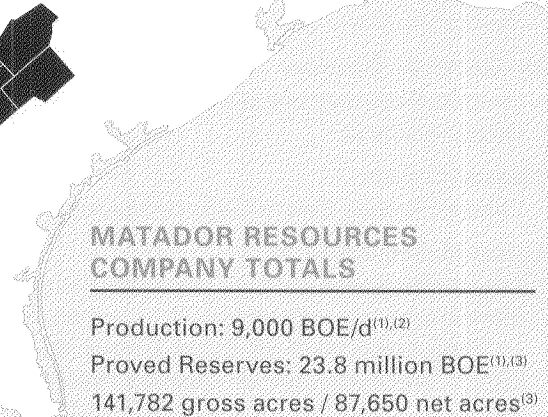 MATADOR RESOURCES
COMPANY TOTALS
Production: 9,000 BOE/d(1),(2)
Proved Reserves: 23.8 million BOE(1),(3)
141,782 gross acres / 87,650 net acres(3)